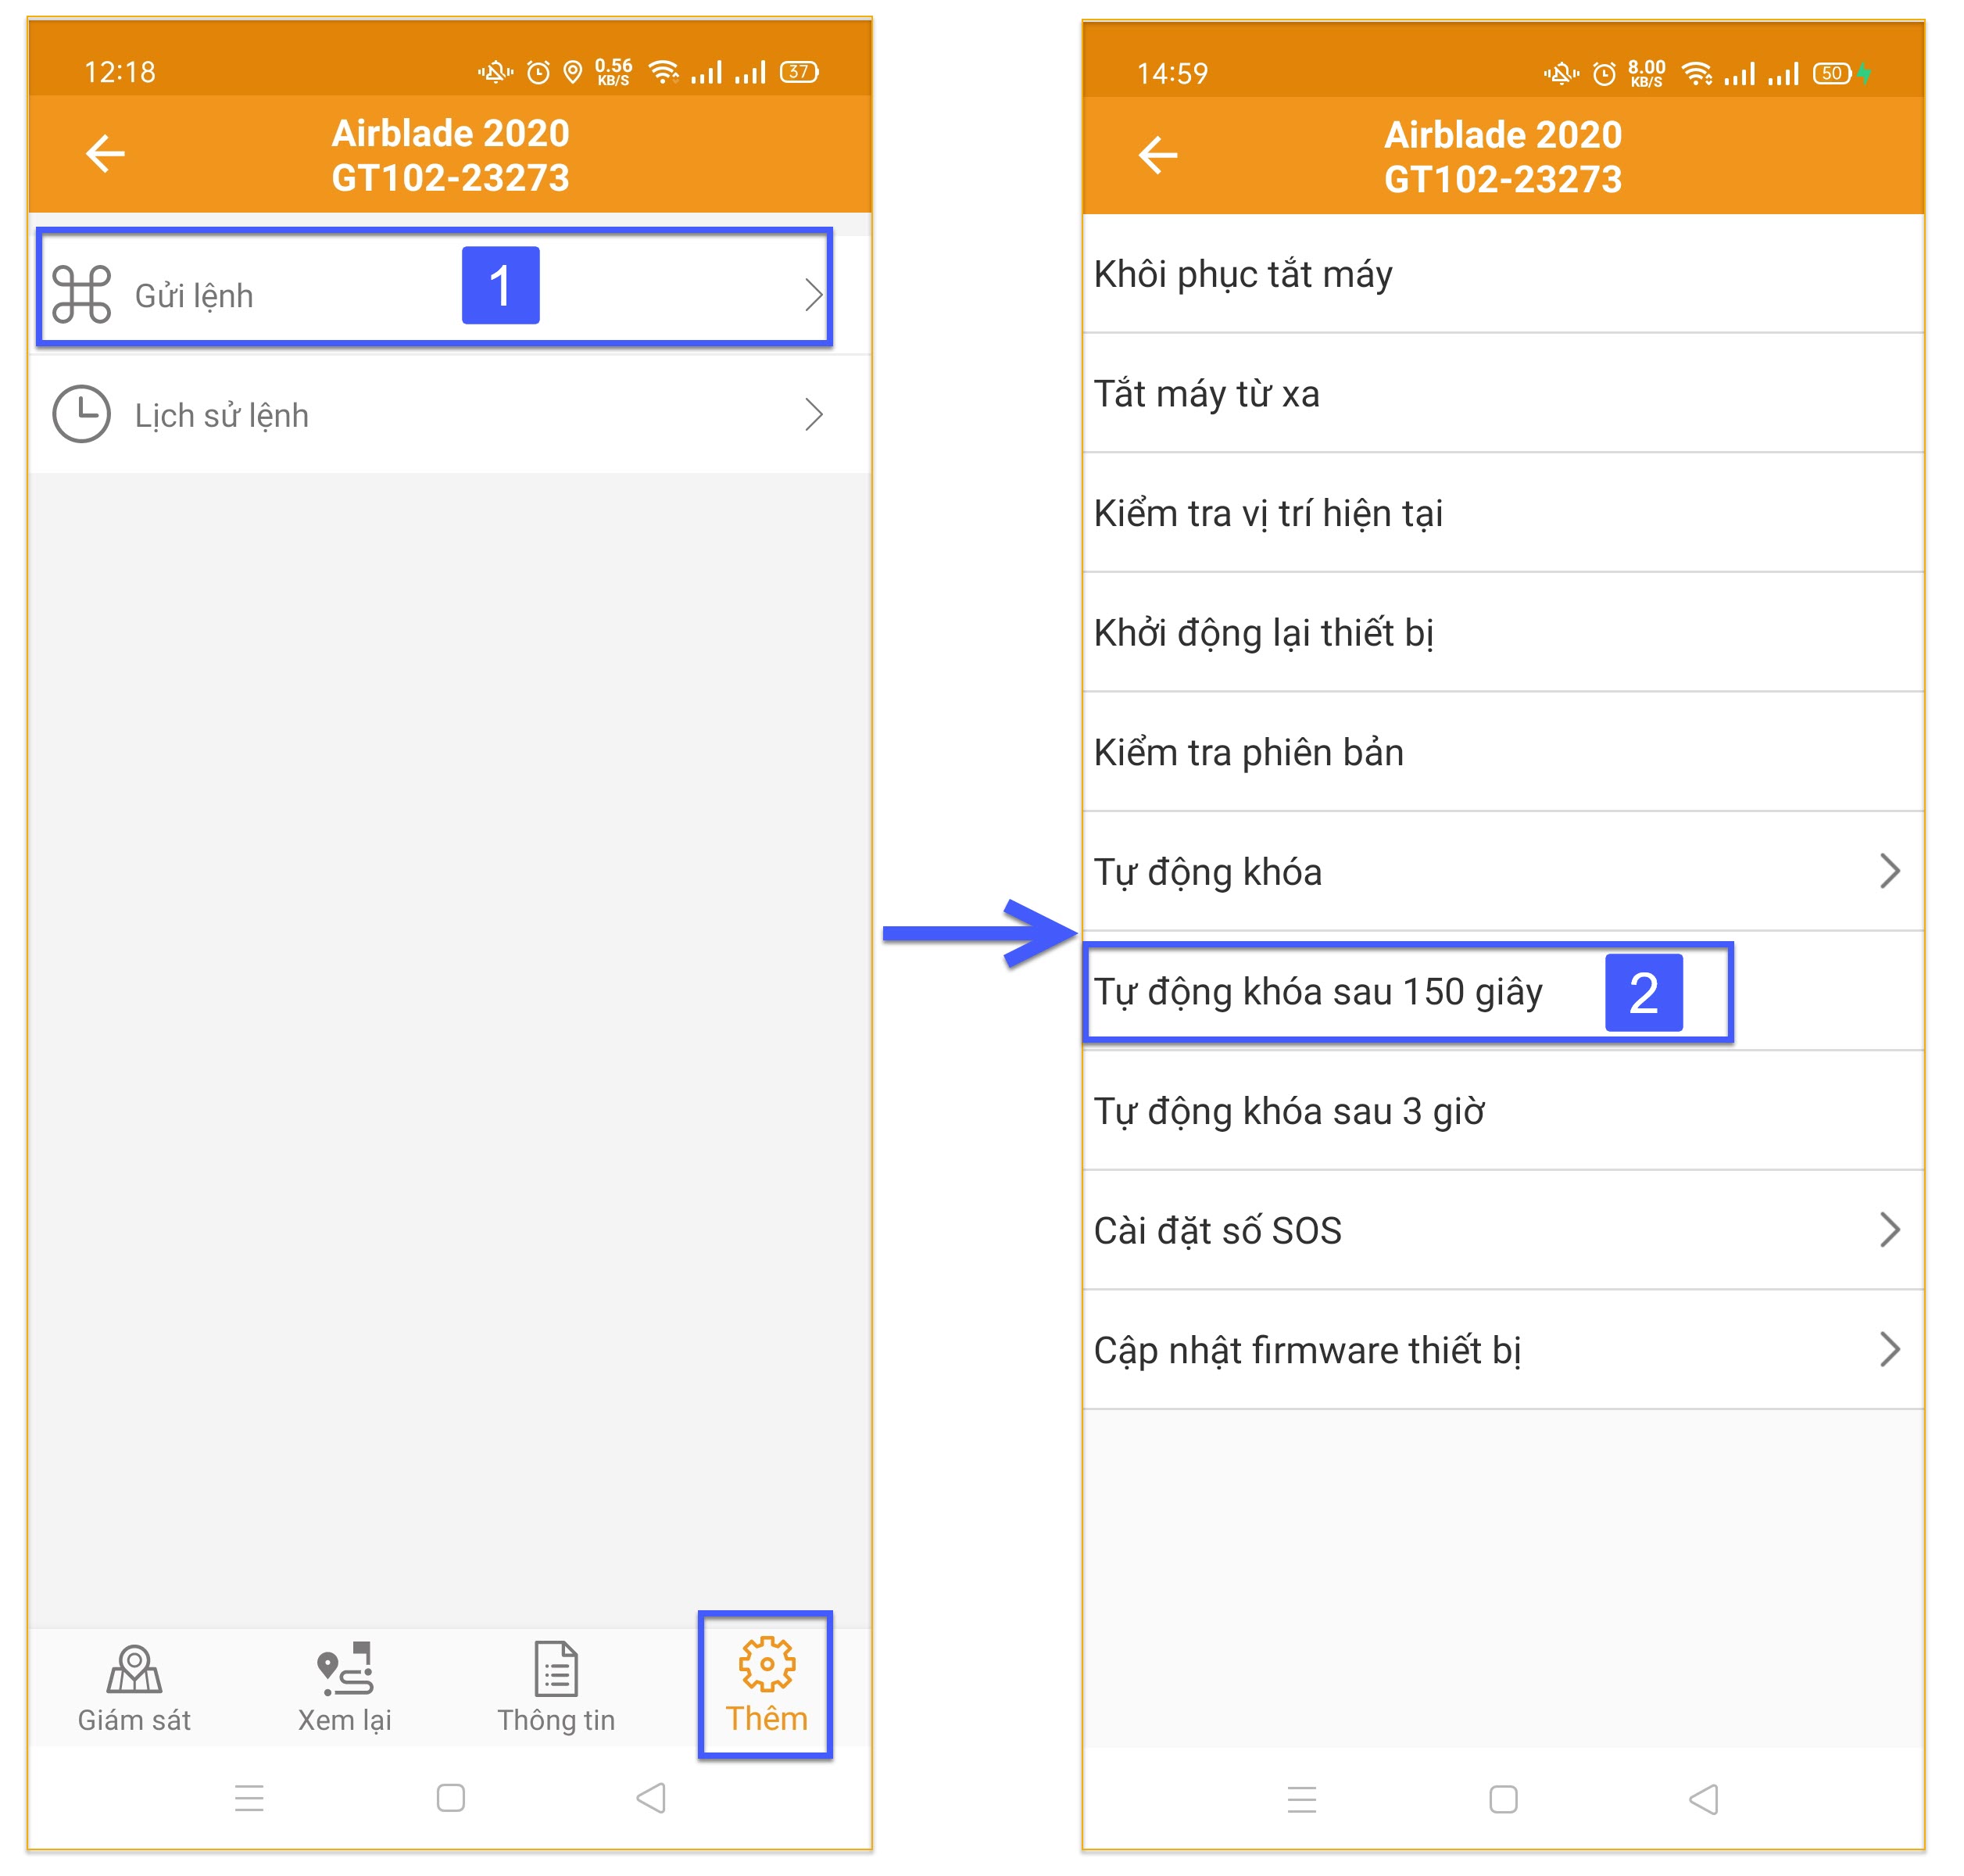 12:18
0.56
KB/S
37
Airblade 2020
GT102-23273
Gửi lệnh
1
Lịch sử lệnh
Giám sát
Xem lại
Thông tin
Thêm
14:59
8.00
KB/S
50
Airblade 2020
GT102-23273
Khôi phục tắt máy
Tắt máy từ xa
Kiểm tra vị trí hiện tại
Khởi động lại thiết bị
Kiểm tra phiên bản
Tự động khóa
Tự động khóa sau 150 giây
2
Tự động khóa sau 3 giờ
Cài đặt số SOS
Cập nhật firmware thiết bị